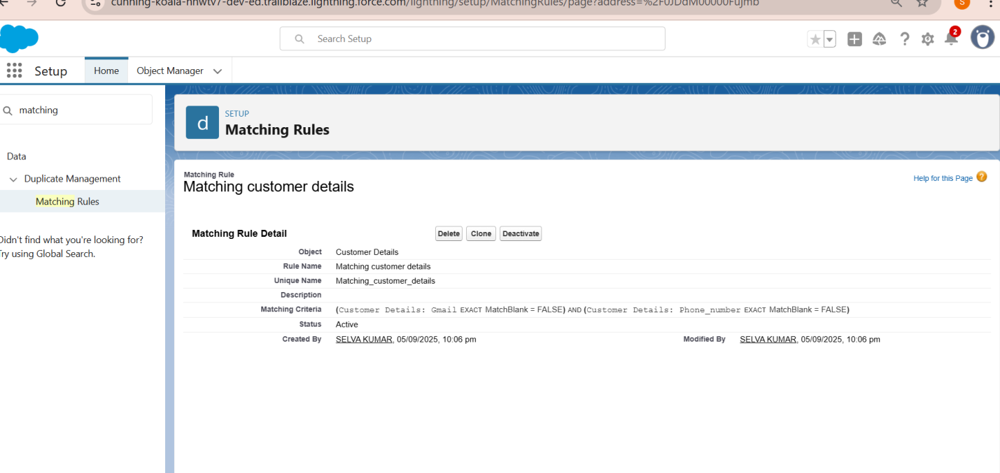 cunning-koala-nhwtv7-dev-ed.trailblaze.lightning.force.com/lightning/setup/MatchingRules/page?address=%2F0JDdM00000Fujmb
S
Search Setup
2
Setup
Home
Object Manager
matching
SETUP
d
Matching Rules
Data
Duplicate Management
Matching Rules
Didn't find what you're looking for?
Try using Global Search.
Matching Rule
Matching customer details
Help for this Page ?
Matching Rule Detail Delete Clone Deactivate
Object Customer Details
Rule Name Matching customer details
Unique Name Matching_customer_details
Description
Matching Criteria (Customer Details: Gmail EXACT MatchBlank = FALSE) AND (Customer Details: Phone_number EXACT MatchBlank = FALSE)
Status Active
Created By SELVA KUMAR, 05/09/2025, 10:06 pm Modified By SELVA KUMAR, 05/09/2025, 10:06 pm